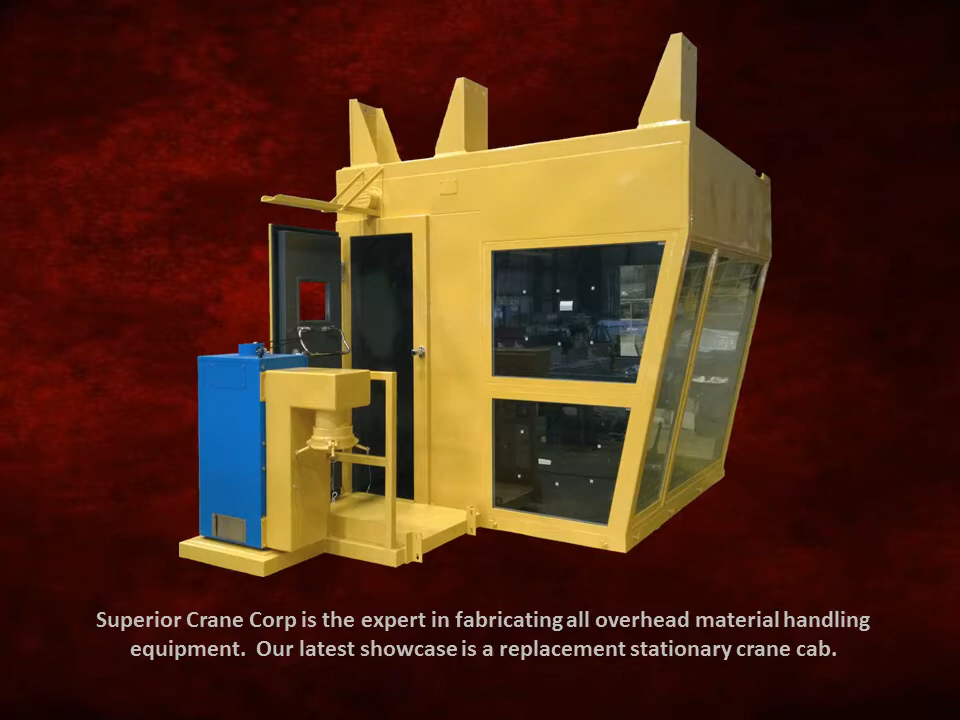 Superior Crane Corp is the expert in fabricating all overhead material handling
equipment.  Our latest showcase is a replacement stationary crane cab.